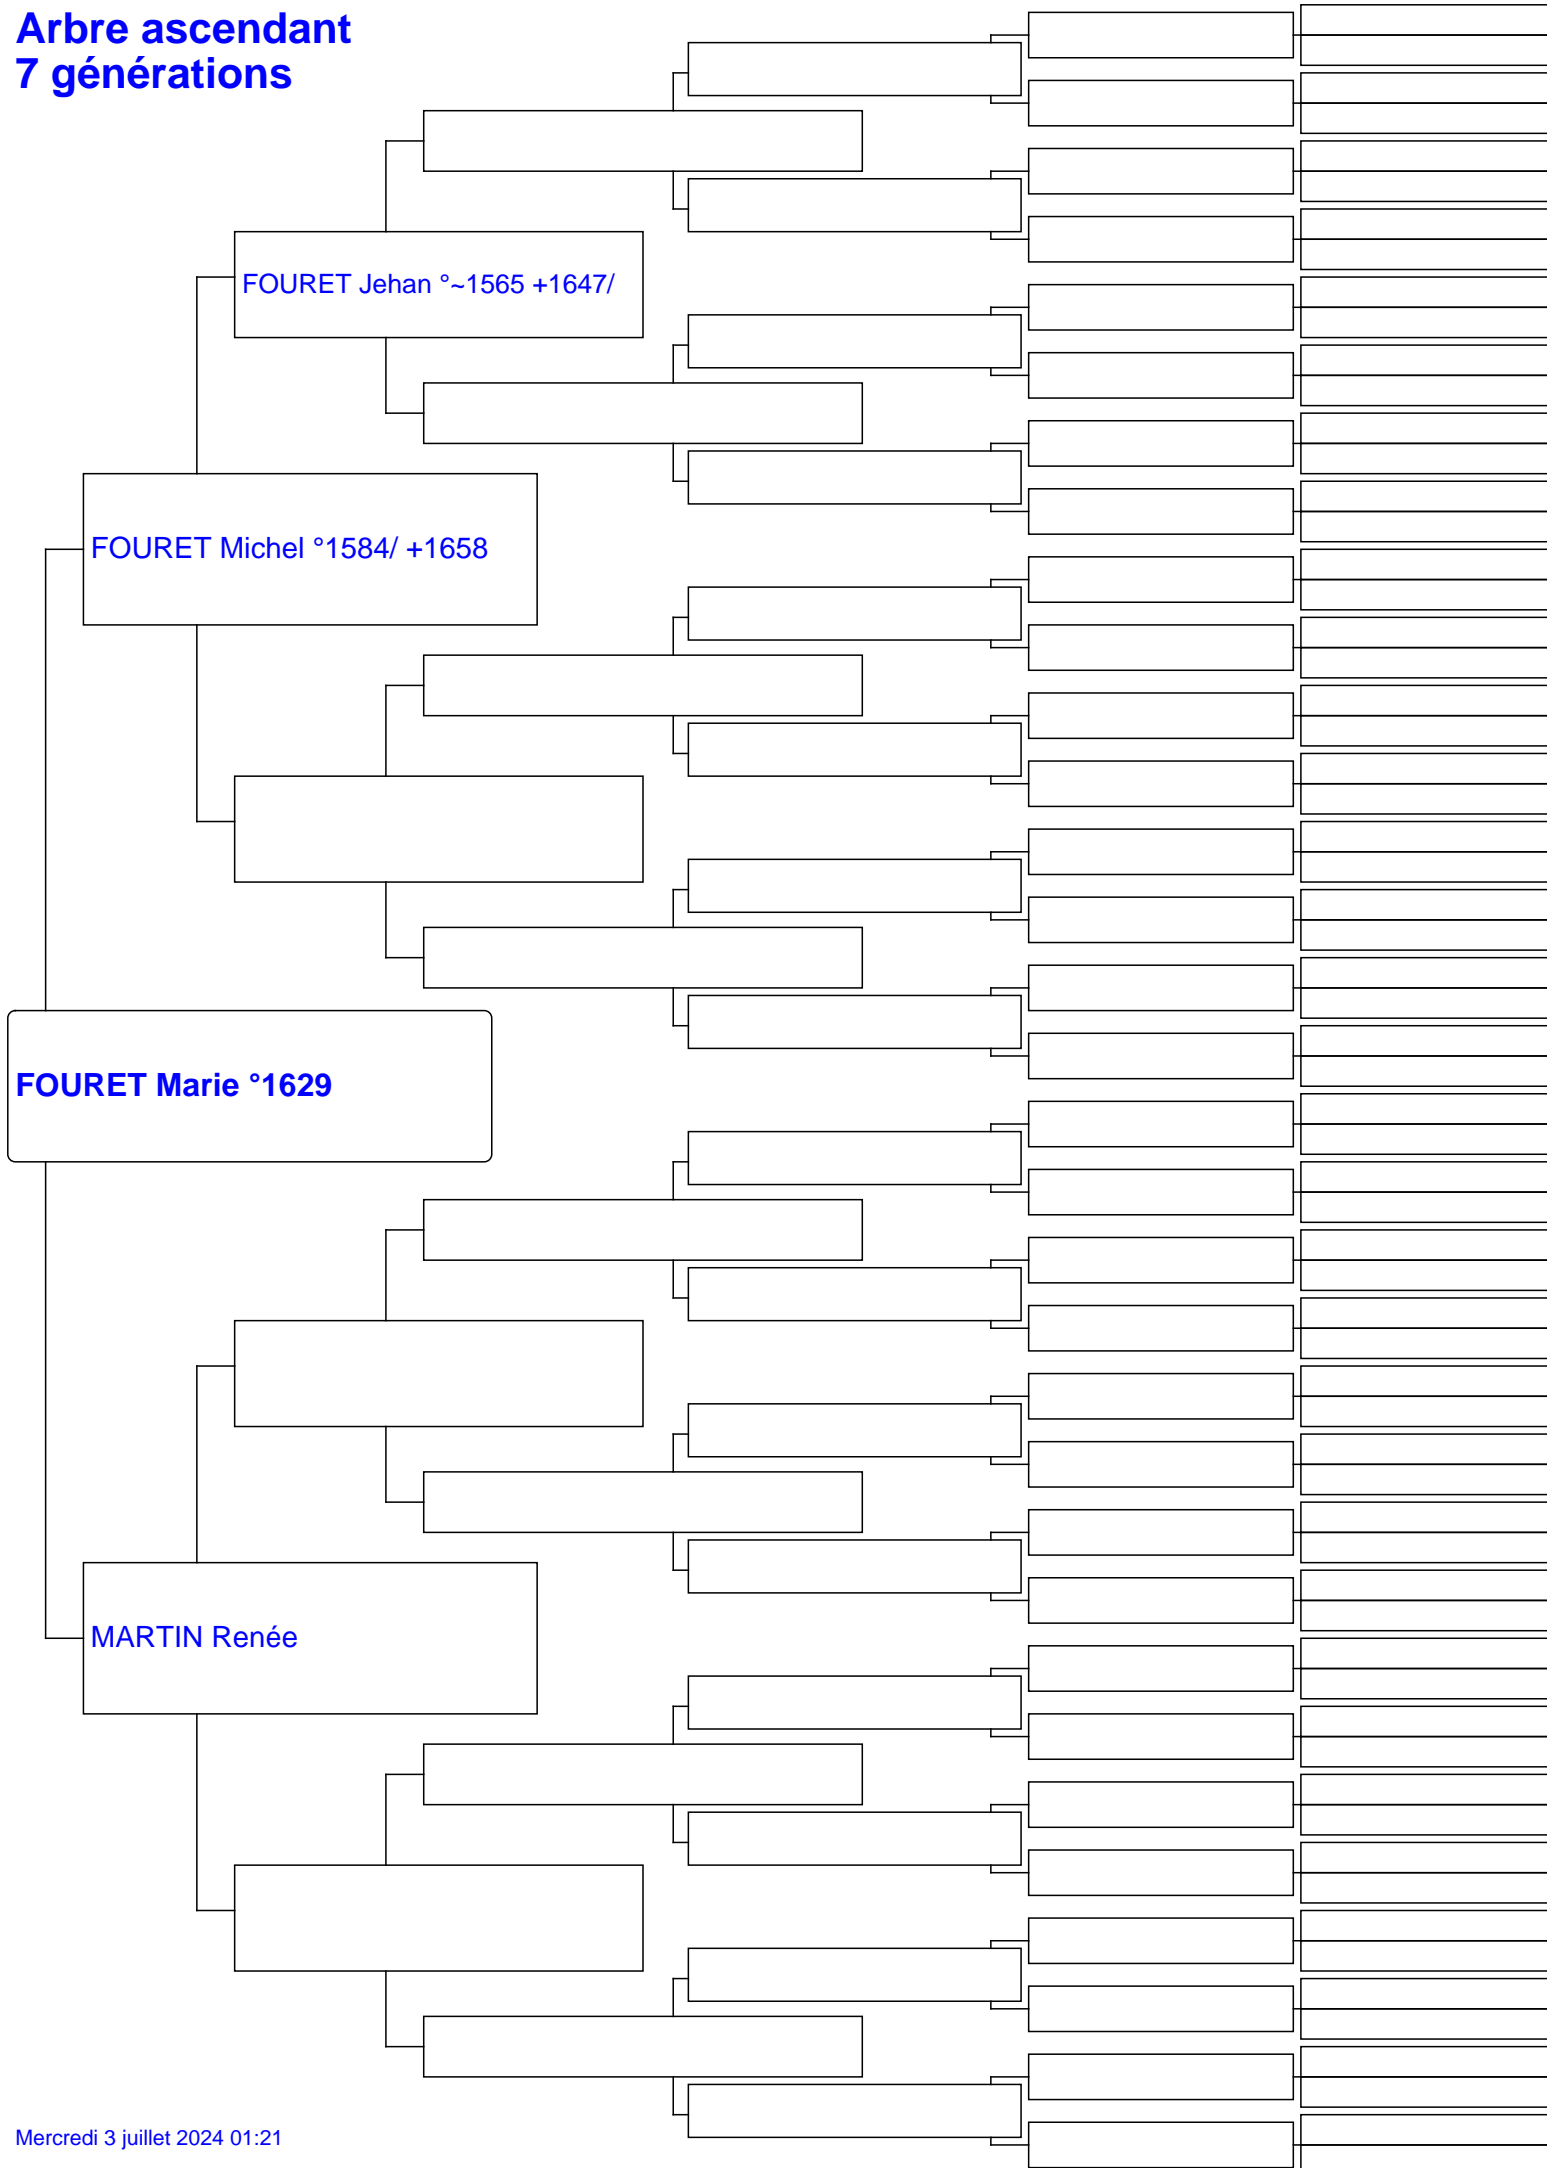 Arbre ascendant
7 générations
FOURET Jehan °~1565 +1647/
FOURET Michel °1584/ +1658
FOURET Marie °1629
MARTIN Renée
Mercredi 3 juillet 2024 01:21